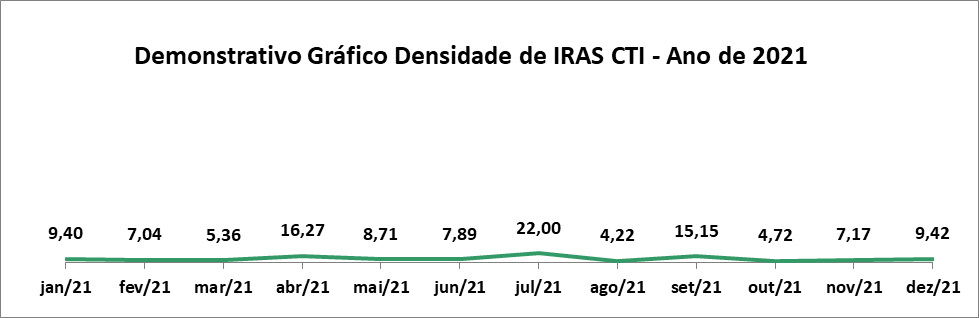 Demonstrativo Gráfico Densidade de IRAS CTI - Ano de 2021
9,40 7,04 5,36 16,27 8,71 7,89 22,00 4,22 15,15 4,72 7,17 9,42
jan/21 fev/21 mar/21 abr/21 mai/21 jun/21 jul/21 ago/21 set/21 out/21 nov/21 dez/21